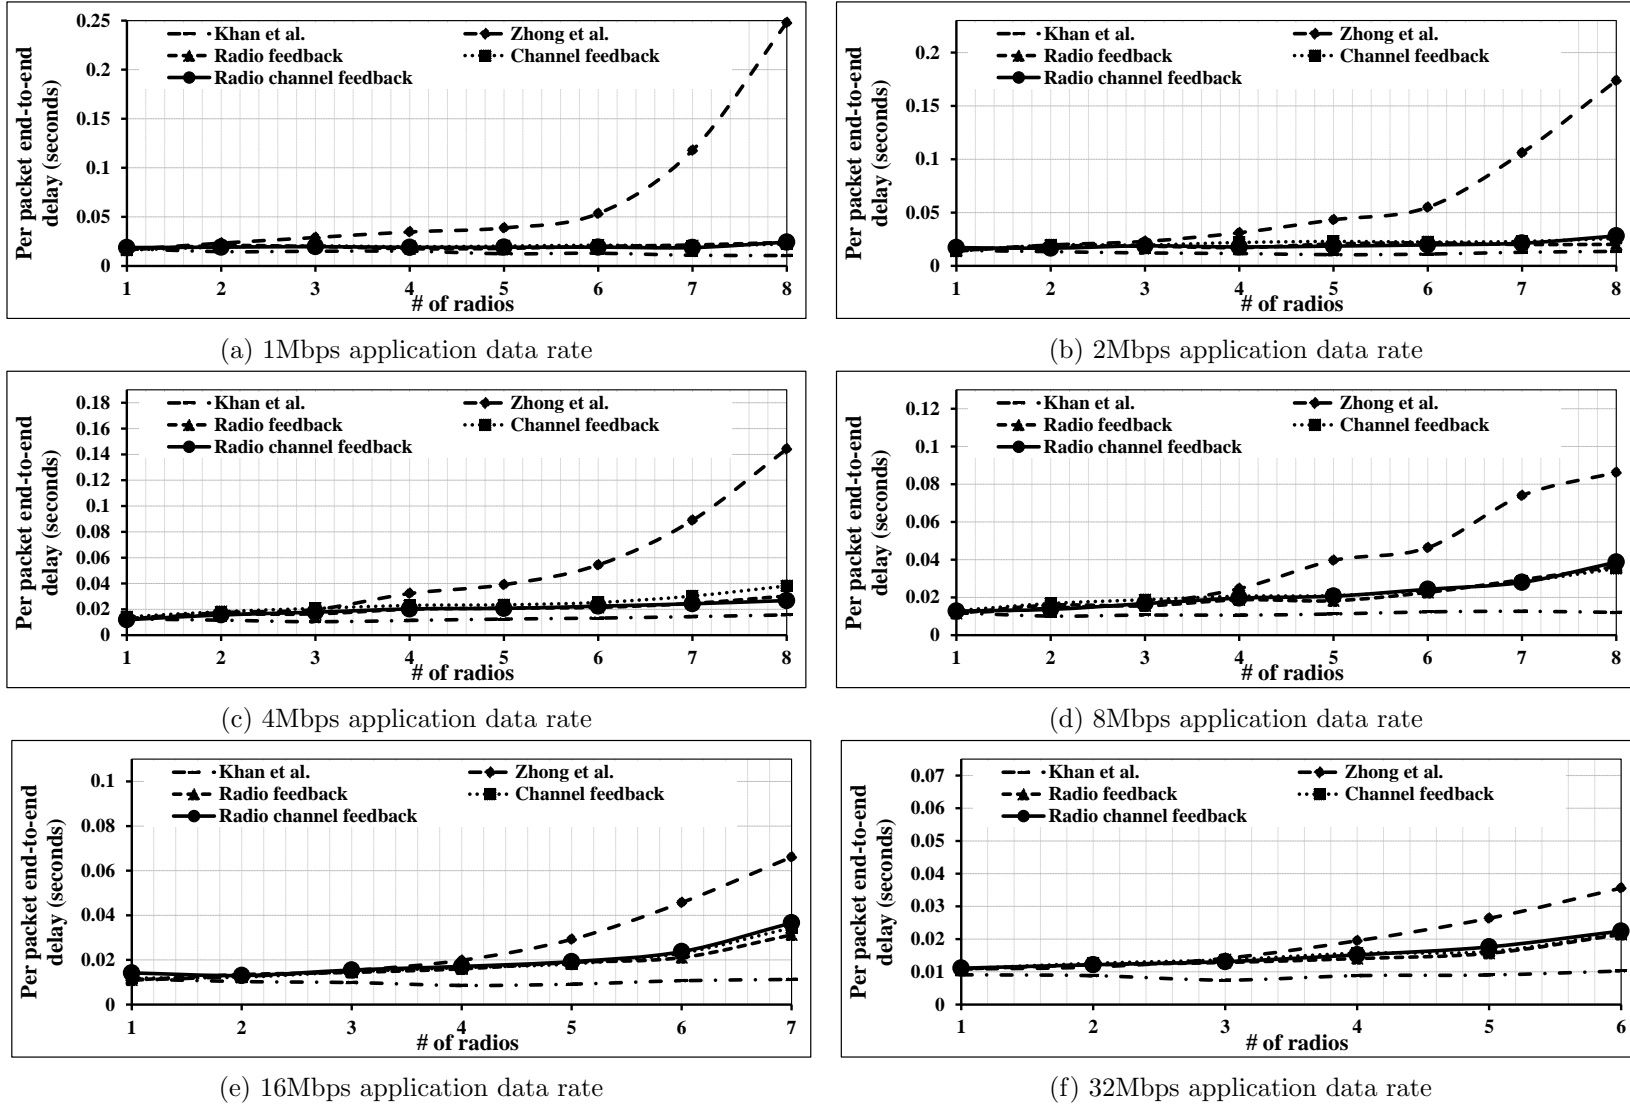 Per packet end-to-end
delay (seconds)
0.25
0.2
0.15
0.1
0.05
0
Khan et al.
Zhong et al.
Radio feedback
Channel feedback
Radio channel feedback
1 2 3 4 5 6 7 8
# of radios
(a) 1Mbps application data rate
Per packet end-to-end
delay (seconds)
0.2
0.15
0.1
0.05
0
Khan et al.
Zhong et al.
Radio feedback
Channel feedback
Radio channel feedback
1 2 3 4 5 6 7 8
# of radios
(b) 2Mbps application data rate
Per packet end-to-end
delay (seconds)
0.18
0.16
0.14
0.12
0.1
0.08
0.06
0.04
0.02
0
Khan et al.
Zhong et al.
Radio feedback
Channel feedback
Radio channel feedback
1 2 3 4 5 6 7 8
# of radios
(c) 4Mbps application data rate
Per packet end-to-end
delay (seconds)
0.12
0.1
0.08
0.06
0.04
0.02
0
Khan et al.
Zhong et al.
Radio feedback
Channel feedback
Radio channel feedback
1 2 3 4 5 6 7 8
# of radios
(d) 8Mbps application data rate
Per packet end-to-end
delay (seconds)
0.1
0.08
0.06
0.04
0.02
0
Khan et al.
Zhong et al.
Radio feedback
Channel feedback
Radio channel feedback
1 2 3 4 5 6 7
# of radios
(e) 16Mbps application data rate
Per packet end-to-end
delay (seconds)
0.07
0.06
0.05
0.04
0.03
0.02
0.01
0
Khan et al.
Zhong et al.
Radio feedback
Channel feedback
Radio channel feedback
1 2 3 4 5 6
# of radios
(f) 32Mbps application data rate